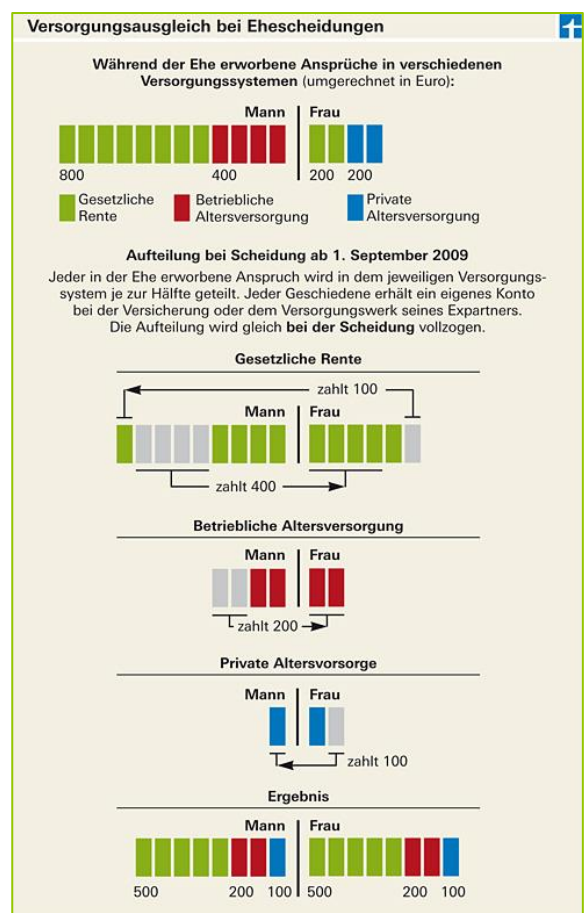 Versorgungsausgleich bei Ehescheidungen
Während der Ehe erworbene Ansprüche in verschiedenen
Versorgungssystemen (umgerechnet in Euro):
Mann Frau
800 400 200 200
Gesetzliche Rente
Betriebliche Altersversorgung
Private Altersversorgung
Aufteilung bei Scheidung ab 1. September 2009
Jeder in der Ehe erworbene Anspruch wird in dem jeweiligen Versorgungs-
system je zur Hälfte geteilt. Jeder Geschiedene erhält ein eigenes Konto
bei der Versicherung oder dem Versorgungswerk seines Expartners.
Die Aufteilung wird gleich bei der Scheidung vollzogen.
Gesetzliche Rente
zahlt 100
Mann Frau
zahlt 400
Betriebliche Altersversorgung
Mann Frau
zahlt 200
Private Altersvorsorge
Mann Frau
zahlt 100
Ergebnis
Mann Frau
500 200 100 500 200 100